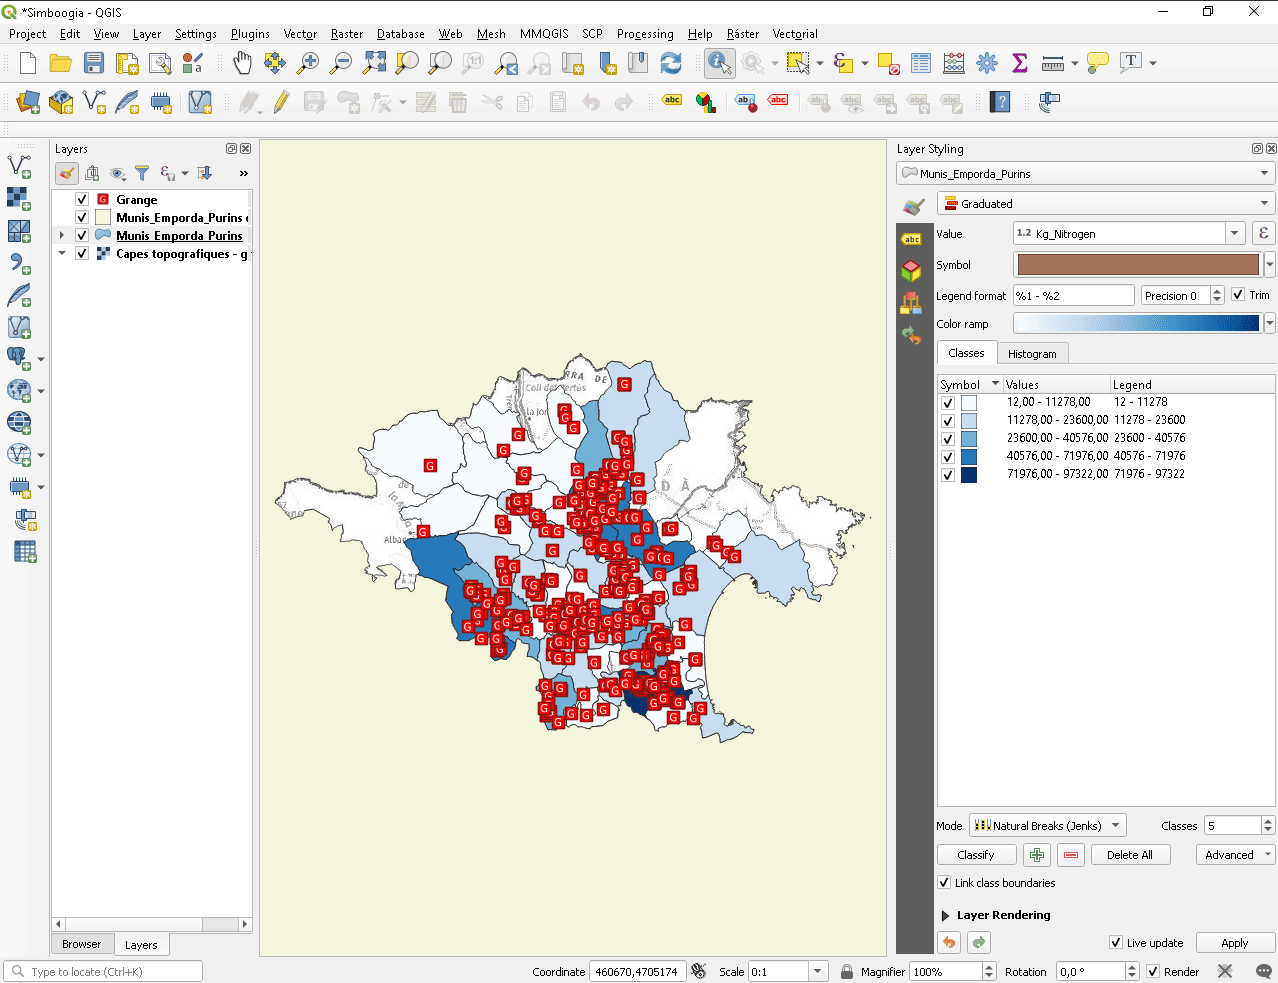 *Simboogia - QGIS
Project Edit View Layer Settings Plugins Vector Raster Database Web Mesh MMQGIS SCP Processing Help Ráster Vectorial
Layers
Grange
Munis_Emporda_Purins
Munis_Emporda_Purins
Capes topografiques - g
Browser
Layers
Type to locate (Ctrl+K)
RRA DE
Coll del Pertús
la Jon
Alba
D À
Layer Styling
Munis_Emporda_Purins
Graduated
Value 1.2 Kg_Nitrogen
Symbol
Legend format %1 - %2 Precision 0 Trim
Color ramp
Classes Histogram
Symbol Values Legend
12,00 - 11278,00 12 - 11278
11278,00 - 23600,00 11278 - 23600
23600,00 - 40576,00 23600 - 40576
40576,00 - 71976,00 40576 - 71976
71976,00 - 97322,00 71976 - 97322
Mode Natural Breaks (Jenks) Classes 5
Classify Delete All Advanced
Link class boundaries
Layer Rendering
Live update Apply
Coordinate 460670,4705174 Scale 0:1 Magnifier 100% Rotation 0,0 ° Render